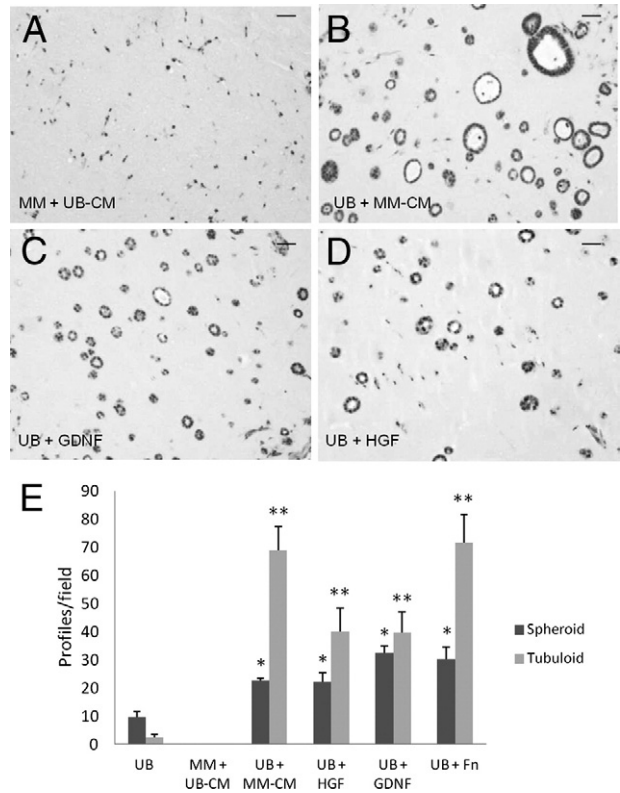 A
MM + UB-CM
B
UB + MM-CM
C
UB + GDNF
D
UB + HGF
E
Profiles/field
90
80
70
60
50
40
30
20
10
0
*
**
*
**
*
**
*
**
Spheroid
Tubuloid
UB
MM +
UB-CM
UB +
MM-CM
UB +
HGF
UB +
GDNF
UB + Fn